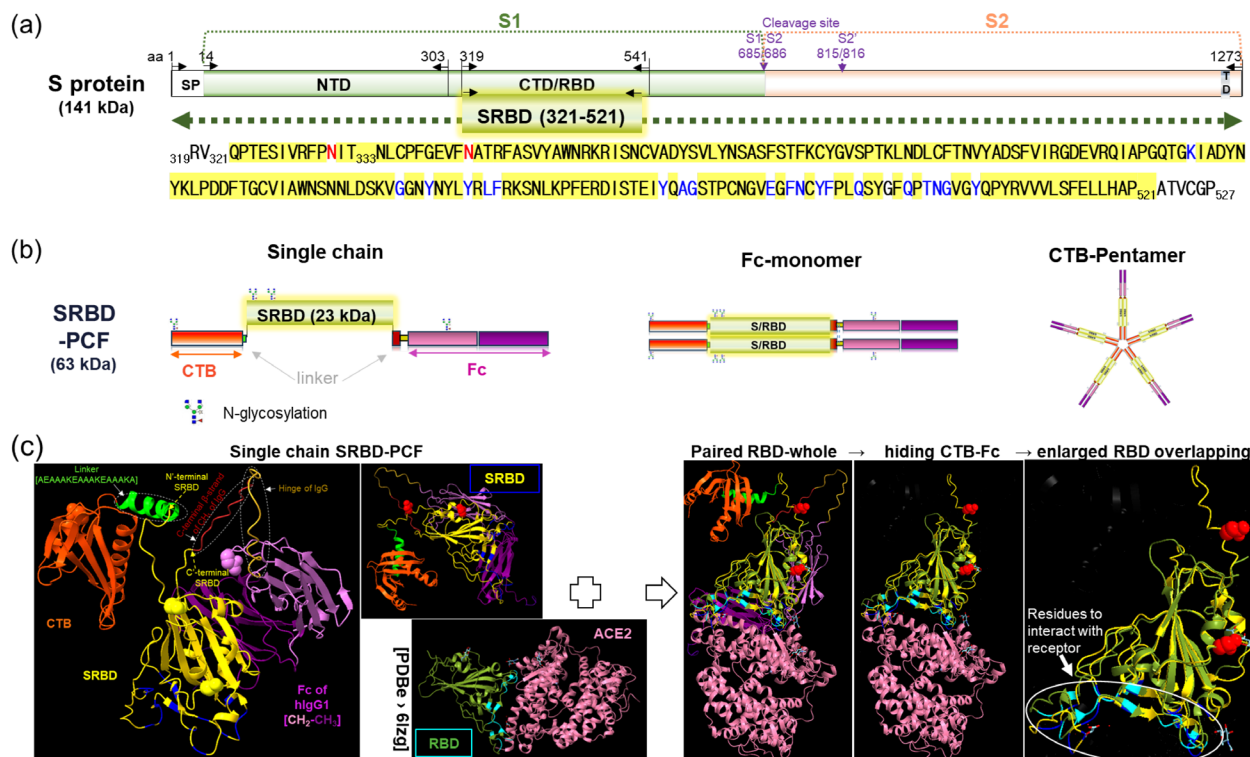 (a)
S1
Cleavage site
S2
S1 S2
S2'
aa 1
14
303
319
541
685/686
815/816
1273
S protein
(141 kDa)
SP
NTD
CTD/RBD
T
D
SRBD (321-521)
319RV321QPTESIVRFPNIT333NLCPFGEVFNATRFASVYAWNRKRISNCVADYSVLYNSASFSTFKCYGVSPTKLNDLCFTNVYADSFVIRGDEVRQIAPGQTGKIADYN
YKLPDDFTGCVIAWNSNNLDSKVGGNYNYLYRLFRKSNLKPFERDISTEIYQAGSTPCNGVEGFNCYFPLQSYGFQPTNGVGYQPYRVVVLSFELLHAP521ATVCGP527
(b)
Single chain
Fc-monomer
CTB-Pentamer
SRBD
-PCF
(63 kDa)
SRBD (23 kDa)
S/RBD
S/RBD
CTB
linker
Fc
N-glycosylation
(c)
Single chain SRBD-PCF
Paired RBD-whole → hiding CTB-Fc → enlarged RBD overlapping
Linker
[AEAAAKEAAAKEAAAKA]
N'-terminal
SRBD
Hinge of IgG
C'-terminal
SRBD
CTB
SRBD
Fc of
hIgG1
[CH2-CH3]
SRBD
ACE2
[PDBe › 6lzg]
RBD
Residues to
interact with
receptor